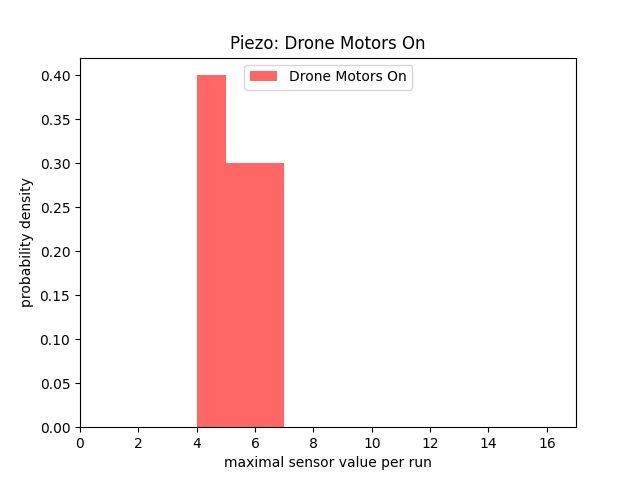 Piezo: Drone Motors On
Drone Motors On
probability density
0.40
0.35
0.30
0.25
0.20
0.15
0.10
0.05
0.00
0 2 4 6 8 10 12 14 16
maximal sensor value per run